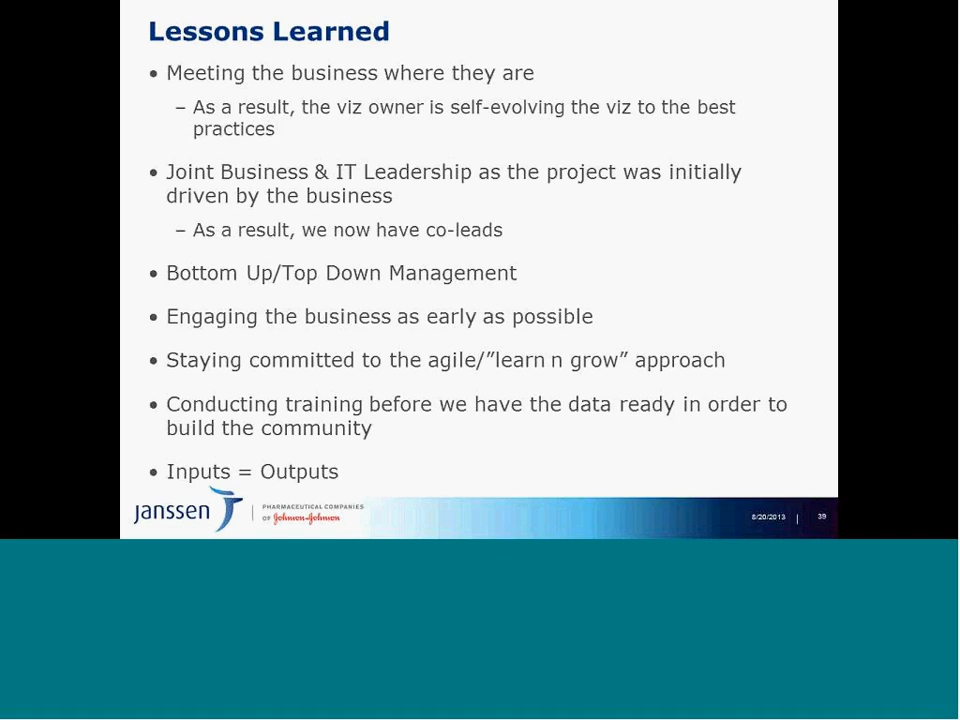 Lessons Learned
• Meeting the business where they are
– As a result, the viz owner is self-evolving the viz to the best
practices
• Joint Business & IT Leadership as the project was initially
driven by the business
– As a result, we now have co-leads
• Bottom Up/Top Down Management
• Engaging the business as early as possible
• Staying committed to the agile/”learn n grow” approach
• Conducting training before we have the data ready in order to
build the community
• Inputs = Outputs
janssen | PHARMACEUTICAL COMPANIES
OF Johnson & Johnson
8/20/2013 | 39